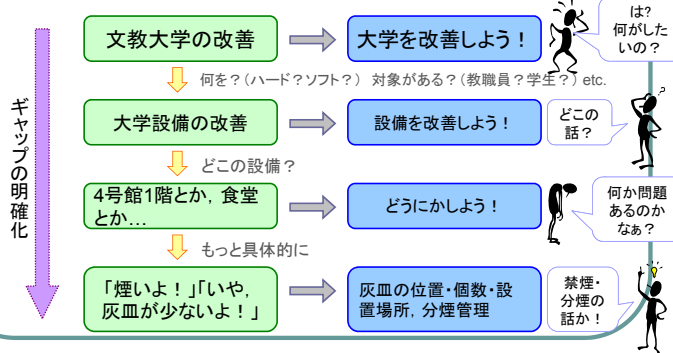 文教大学の改善
大学を改善しよう！
は?
何がした
いの？
何を？（ハード？ソフト？） 対象がある？（教職員？学生？） etc.
大学設備の改善
設備を改善しよう！
どこの
話？
どこの設備？
4号館1階とか，食堂
とか…
どうにかしよう！
何か問題
あるのか
なぁ？
もっと具体的に
「煙いよ！」「いや，
灰皿が少ないよ！」
灰皿の位置・個数・設
置場所，分煙管理
禁煙・
分煙の
話か！
ギャップの明確化